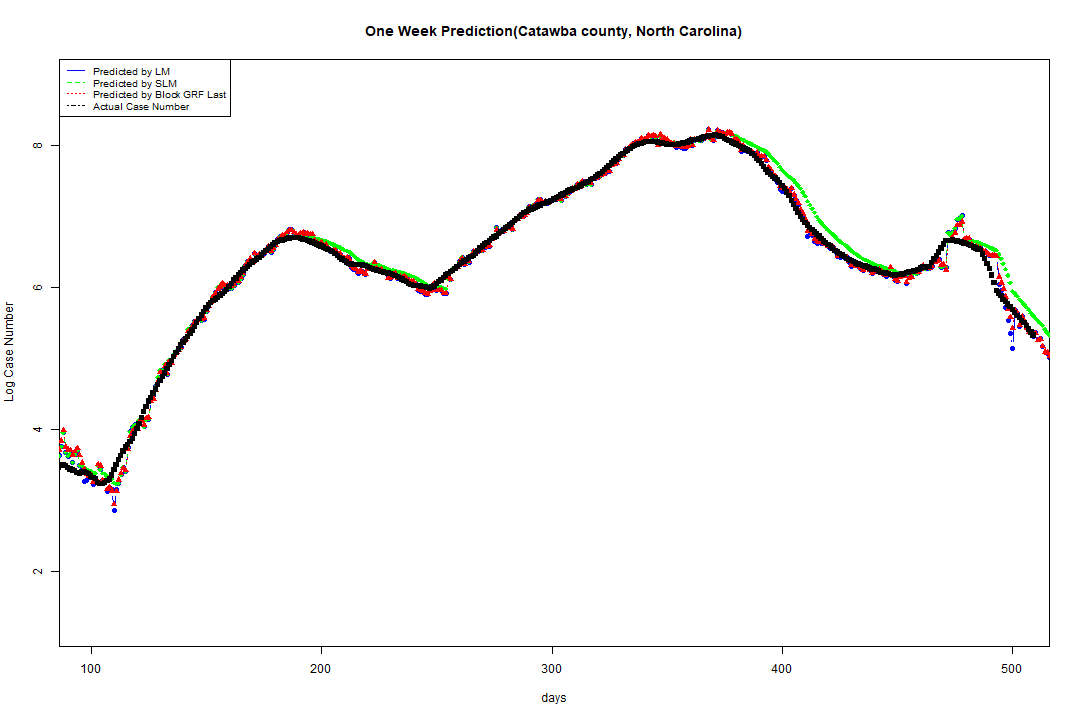 One Week Prediction(Catawba county, North Carolina)
Predicted by LM
Predicted by SLM
Predicted by Block GRF Last
Actual Case Number
8
6
4
2
Log Case Number
100 200 300 400 500
days